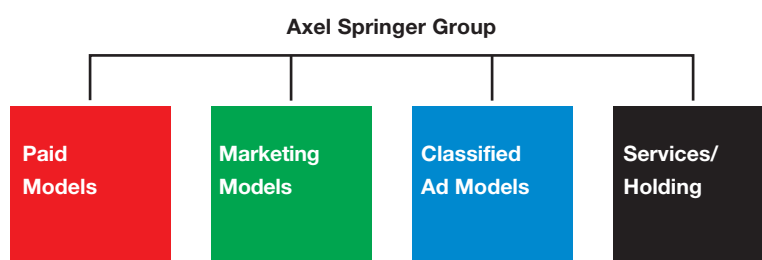 Axel Springer Group
Paid
Models
Marketing
Models
Classified
Ad Models
Services/
Holding